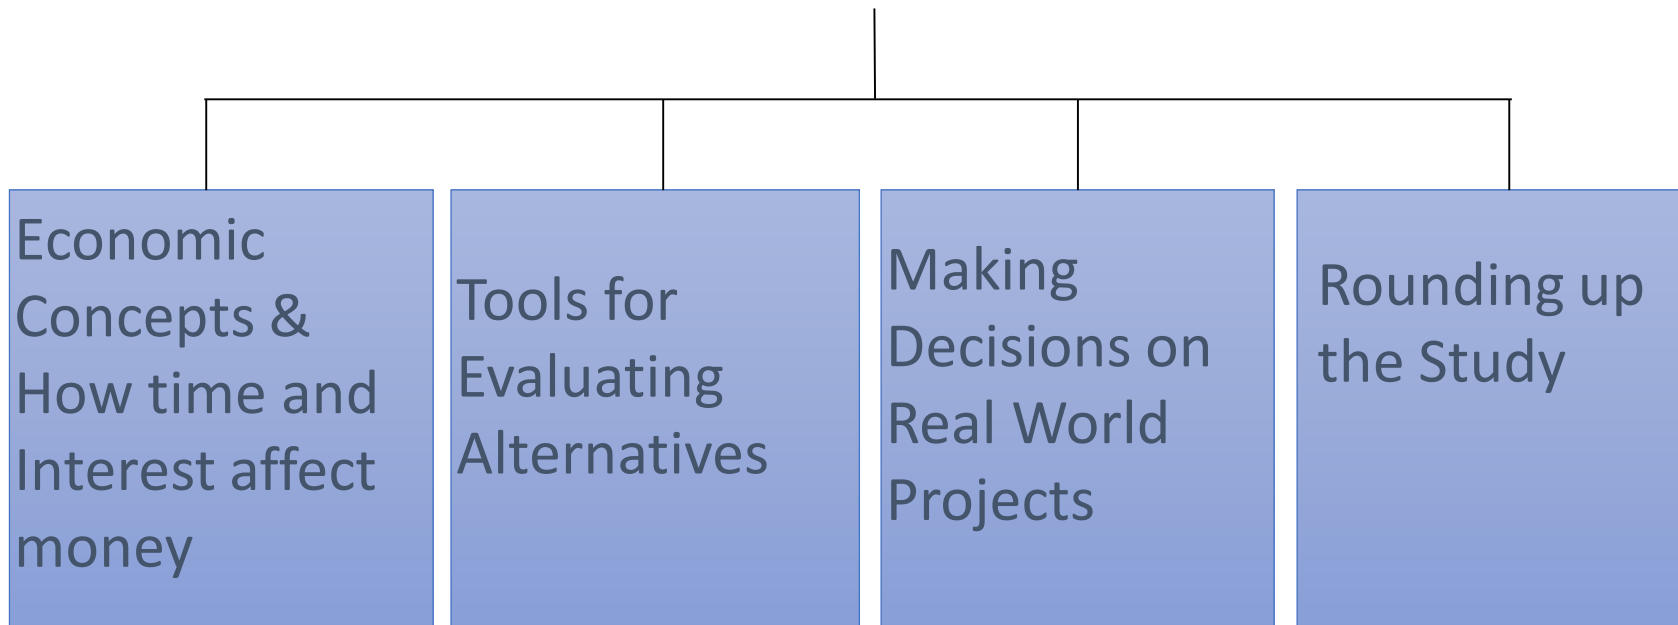 Economic
Concepts &
How time and
Interest affect
money
Tools for
Evaluating
Alternatives
Making
Decisions on
Real World
Projects
Rounding up
the Study